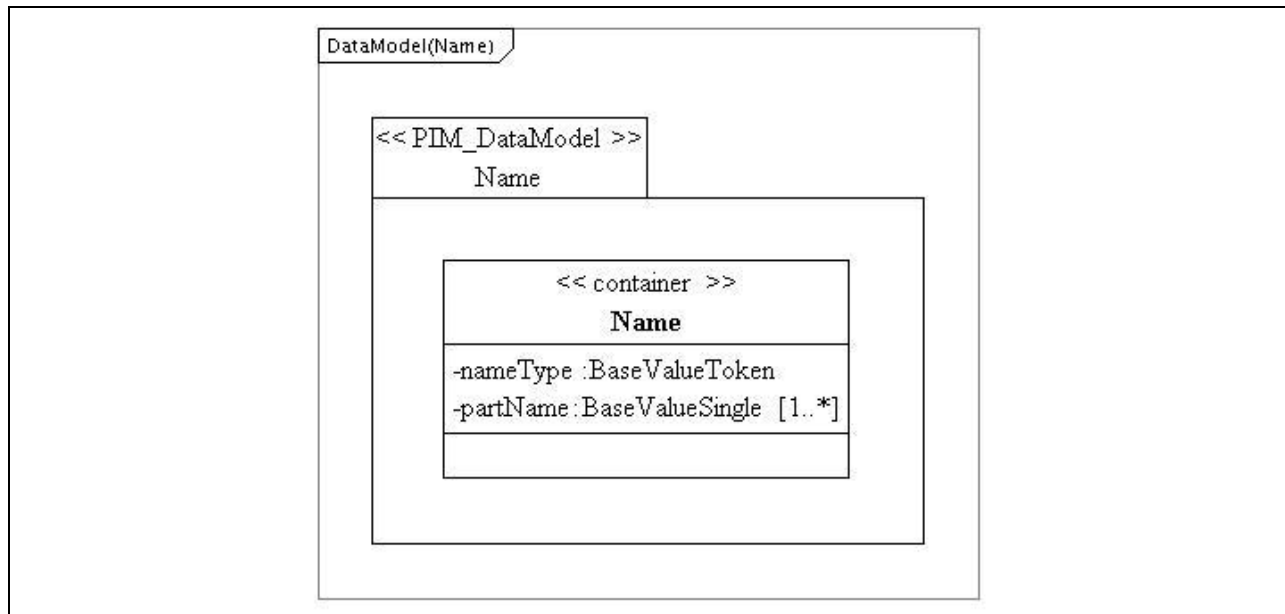 DataModel(Name)
<< PIM_DataModel >>
Name
<< container >>
Name
-nameType :BaseValueToken
-partName:BaseValueSingle [1..*]